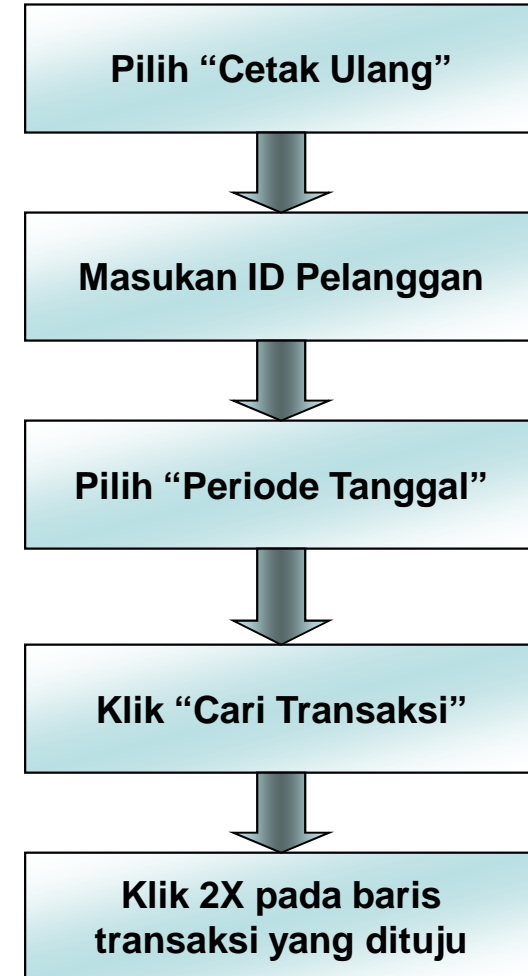 Pilih “Cetak Ulang”
Masukan ID Pelanggan
Pilih “Periode Tanggal”
Klik “Cari Transaksi”
Klik 2X pada baris
transaksi yang dituju